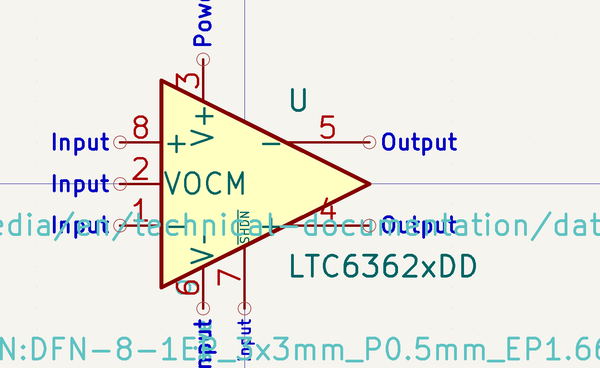 Pow
3
U
V+
Input 8 + − 5 Output
Input 2 VOCM
Input 1 − + 4 Output
edia/en/technical-documentation/dat
SHDN
V-
6
7
LTC6362xDD
Input
Input
N:DFN-8-1EP_3x3mm_P0.5mm_EP1.66